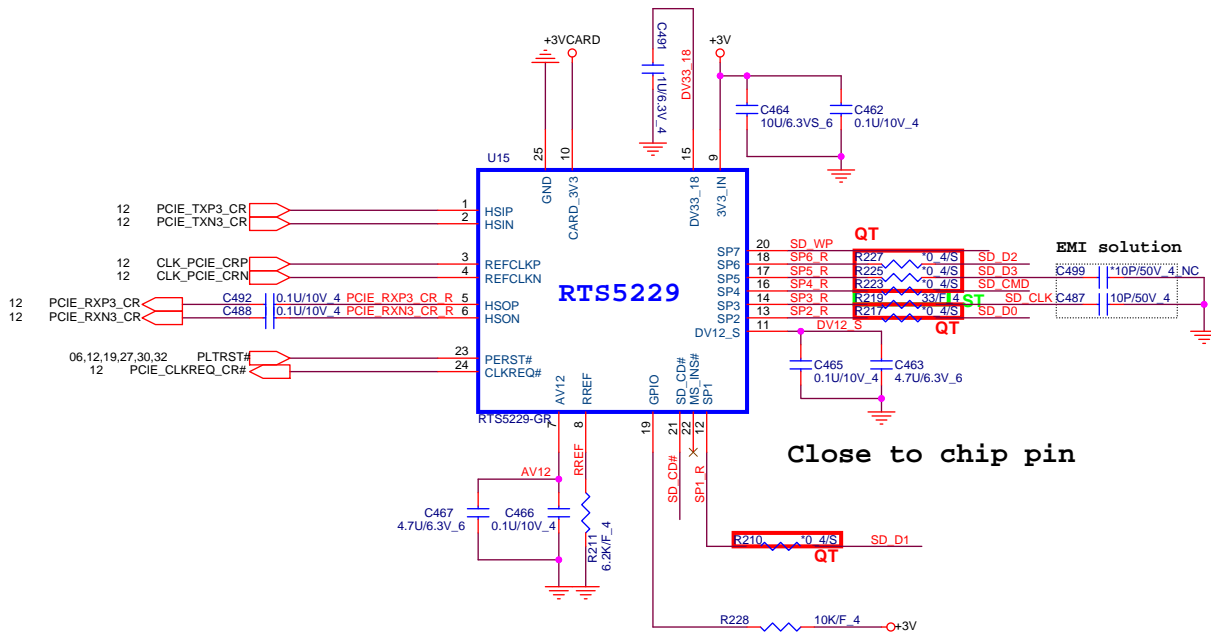 +3VCARD
C491
1U/6.3V_4
DV33_18
+3V
C464
10U/6.3VS_6
C462
0.1U/10V_4
U15
25
10
15
9
GND
CARD_3V3
DV33_18
3V3_IN
12 PCIE_TXP3_CR 1 HSIP
12 PCIE_TXN3_CR 2 HSIN
12 CLK_PCIE_CRP 3 REFCLKP
12 CLK_PCIE_CRN 4 REFCLKN
12 PCIE_RXP3_CR C492 0.1U/10V_4 PCIE_RXP3_CR_R 5 HSOP
12 PCIE_RXN3_CR C488 0.1U/10V_4 PCIE_RXN3_CR_R 6 HSON
06,12,19,27,30,32 PLTRST# 23 PERST#
12 PCIE_CLKREQ_CR# 24 CLKREQ#
RTS5229
RTS5229-GR
QT
SP7 20 SD_WP
SP6 18 SP6_R R227 *0_4/S SD_D2
SP5 17 SP5_R R225 *0_4/S SD_D3
SP4 16 SP4_R R223 *0_4/S SD_CMD
SP3 14 SP3_R R219 33/F_4 ST SD_CLK
SP2 13 SP2_R R217 *0_4/S SD_D0
DV12_S 11 DV12_S
QT
EMI solution
C499 *10P/50V_4_NC
C487 10P/50V_4
C465
0.1U/10V_4
C463
4.7U/6.3V_6
Close to chip pin
AV12
RREF
GPIO
SD_CD#
MS_INS#
SP1
7
8
19
21
22
12
AV12
RREF
SD_CD#
SP1_R
C467
4.7U/6.3V_6
C466
0.1U/10V_4
R211
6.2K/F_4
R210 *0_4/S SD_D1
QT
R228 10K/F_4 +3V